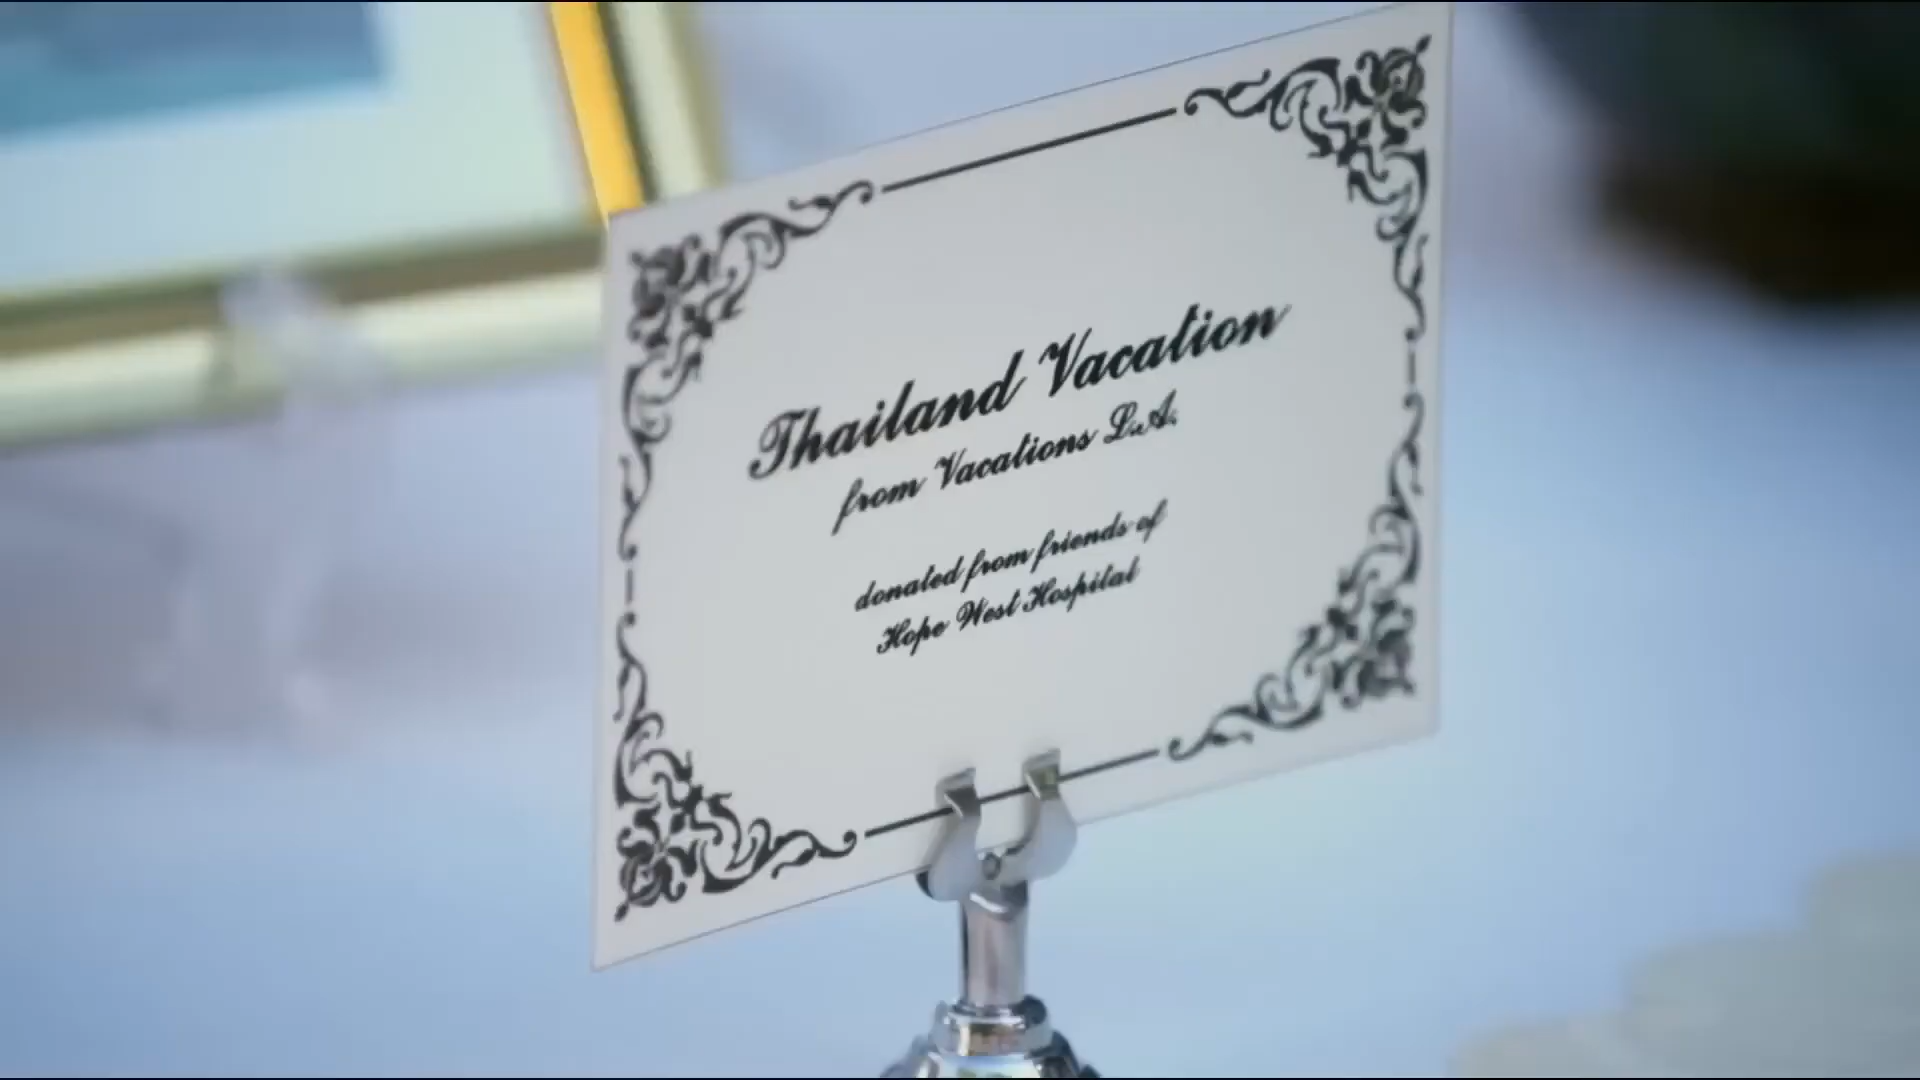 Thailand Vacation
from Vacations L.A.
donated from friends of
Hope West Hospital